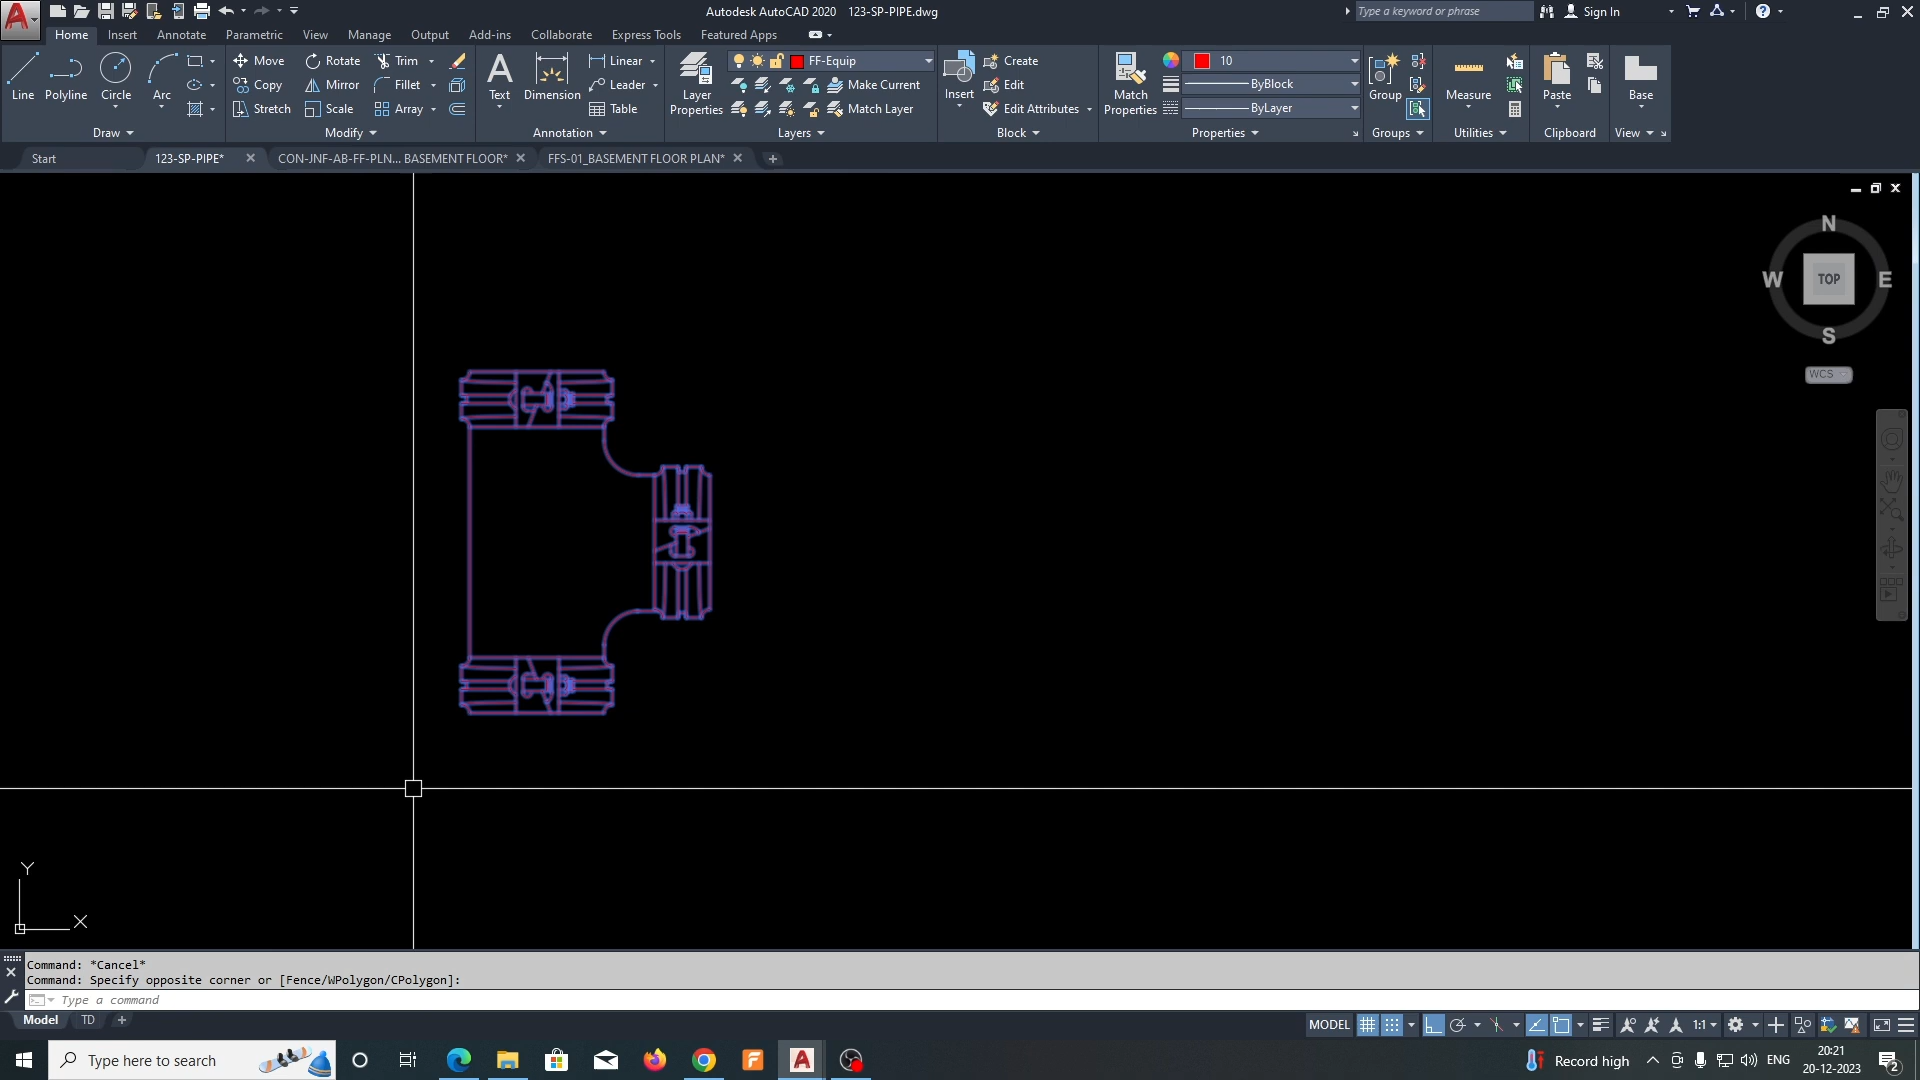 Autodesk AutoCAD 2020 123-SP-PIPE.dwg
Type a keyword or phrase
Sign In
Home Insert Annotate Parametric View Manage Output Add-ins Collaborate Express Tools Featured Apps
Line
Polyline
Circle
Arc
Draw
Move
Rotate
Trim
Copy
Mirror
Fillet
Stretch
Scale
Array
Modify
Text
Dimension
Linear
Leader
Table
Annotation
Layer
Properties
FF-Equip
Make Current
Match Layer
Layers
Insert
Create
Edit
Edit Attributes
Block
Match
Properties
10
ByBlock
ByLayer
Properties
Group
Groups
Measure
Utilities
Paste
Clipboard
Base
View
Start
123-SP-PIPE*
CON-JNF-AB-FF-PLN... BASEMENT FLOOR*
FFS-01_BASEMENT FLOOR PLAN*
N
W
TOP
E
S
WCS
Y
X
Command: *Cancel*
Command: Specify opposite corner or [Fence/WPolygon/CPolygon]:
Type a command
Model
TD
MODEL
1:1
Type here to search
Record high
ENG
20:21
20-12-2023
2